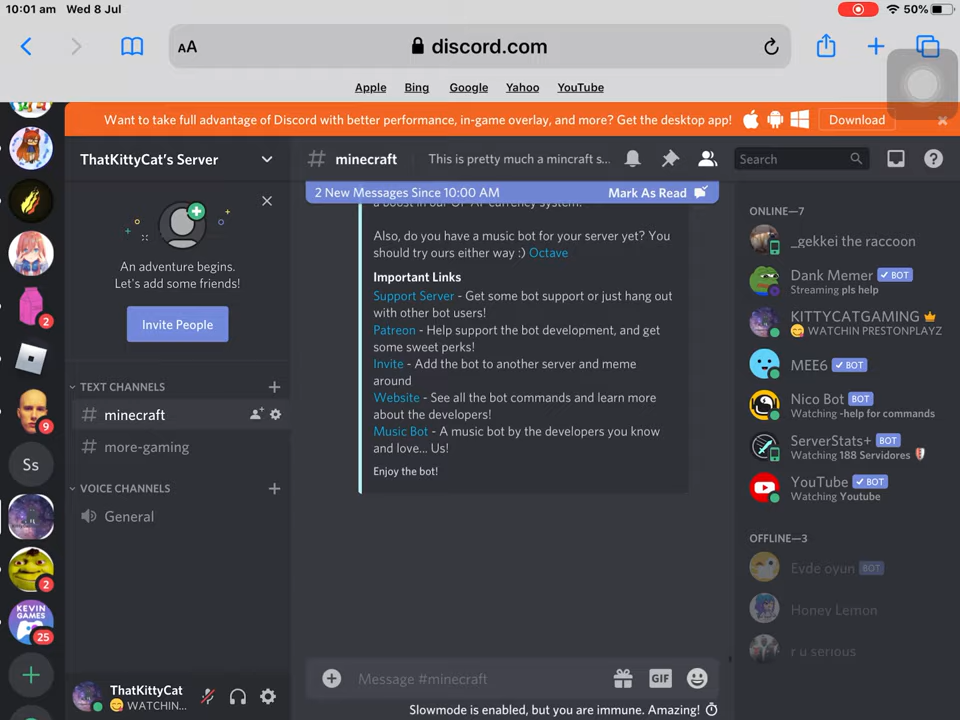 10:01 am Wed 8 Jul
50%
AA
discord.com
Apple Bing Google Yahoo YouTube
Want to take full advantage of Discord with better performance, in-game overlay, and more? Get the desktop app! Download
ThatKittyCat's Server
An adventure begins.
Let's add some friends!
Invite People
TEXT CHANNELS
# minecraft
# more-gaming
VOICE CHANNELS
General
2
9
Ss
2
KEVIN
GAMES
25
ThatKittyCat
WATCHIN...
# minecraft This is pretty much a mincraft s...
Search
2 New Messages Since 10:00 AM Mark As Read
Also, do you have a music bot for your server yet? You
should try ours either way :) Octave
Important Links
Support Server - Get some bot support or just hang out
with other bot users!
Patreon - Help support the bot development, and get
some sweet perks!
Invite - Add the bot to another server and meme
around
Website - See all the bot commands and learn more
about the developers!
Music Bot - A music bot by the developers you know
and love... Us!
Enjoy the bot!
Message #minecraft
GIF
Slowmode is enabled, but you are immune. Amazing!
ONLINE—7
_gekkei the raccoon
Dank Memer BOT
Streaming pls help
KITTYCATGAMING
WATCHIN PRESTONPLAYZ
MEE6 BOT
Nico Bot BOT
Watching -help for commands
ServerStats+ BOT
Watching 188 Servidores
YouTube BOT
Watching Youtube
OFFLINE—3
Evde oyun BOT
Honey Lemon
r u serious